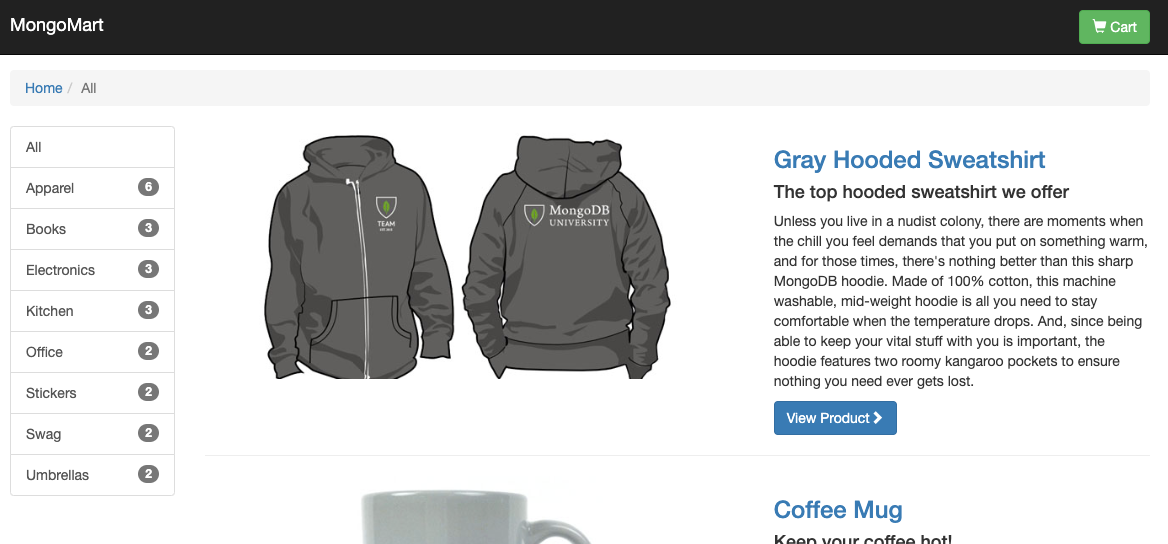 MongoMart
Cart
Home / All
All
Apparel 6
Books 3
Electronics 3
Kitchen 3
Office 2
Stickers 2
Swag 2
Umbrellas 2
TEAM
MongoDB
UNIVERSITY
Gray Hooded Sweatshirt
The top hooded sweatshirt we offer
Unless you live in a nudist colony, there are moments when
the chill you feel demands that you put on something warm,
and for those times, there's nothing better than this sharp
MongoDB hoodie. Made of 100% cotton, this machine
washable, mid-weight hoodie is all you need to stay
comfortable when the temperature drops. And, since being
able to keep your vital stuff with you is important, the
hoodie features two roomy kangaroo pockets to ensure
nothing you need ever gets lost.
View Product
Coffee Mug
Keep your coffee hot!